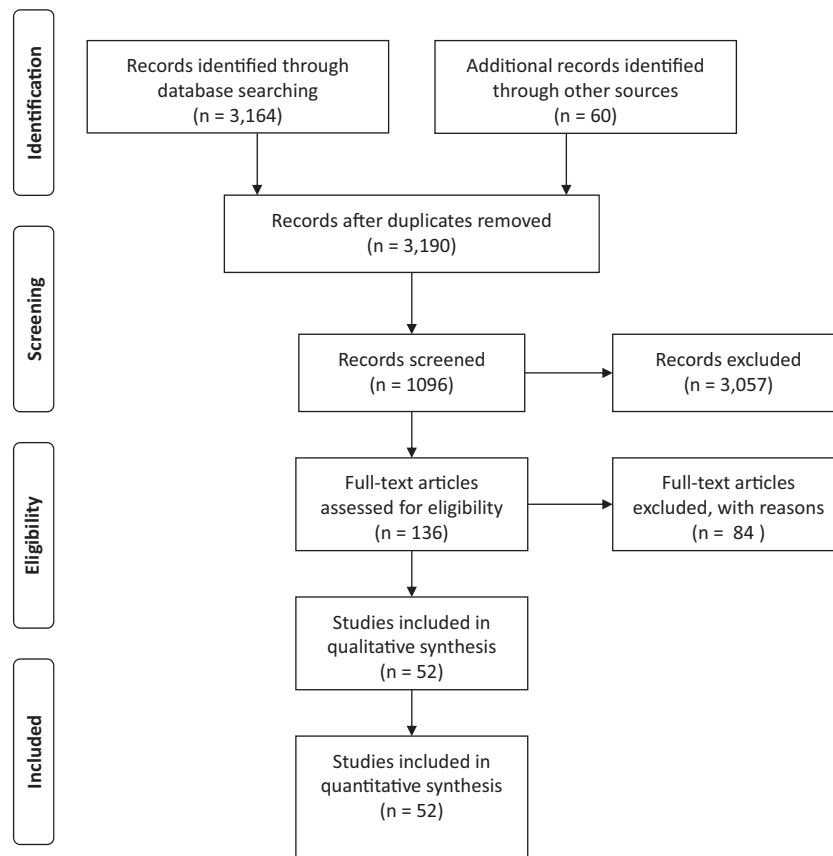 Identification
Records identified through
database searching
(n = 3,164)
Additional records identified
through other sources
(n = 60)
Records after duplicates removed
(n = 3,190)
Screening
Records screened
(n = 1096)
Records excluded
(n = 3,057)
Eligibility
Full-text articles
assessed for eligibility
(n = 136)
Full-text articles
excluded, with reasons
(n = 84 )
Studies included in
qualitative synthesis
(n = 52)
Included
Studies included in
quantitative synthesis
(n = 52)